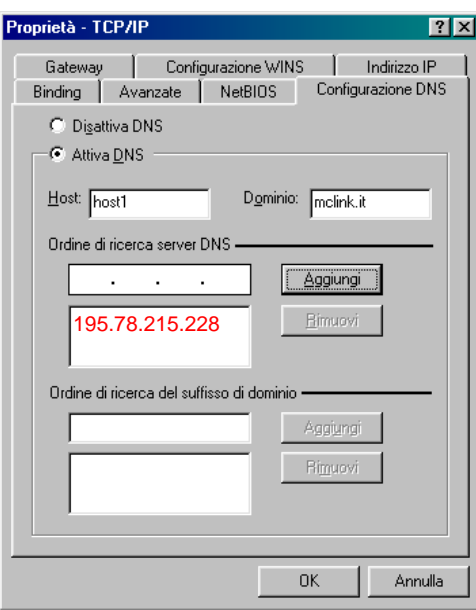 Proprietà - TCP/IP
Gateway Configurazione WINS Indirizzo IP
Binding Avanzate NetBIOS Configurazione DNS
Disattiva DNS
Attiva DNS
Host: host1 Dominio: mclink.it
Ordine di ricerca server DNS
. . . Aggiungi
195.78.215.228 Rimuovi
Ordine di ricerca del suffisso di dominio
Aggiungi
Rimuovi
OK Annulla